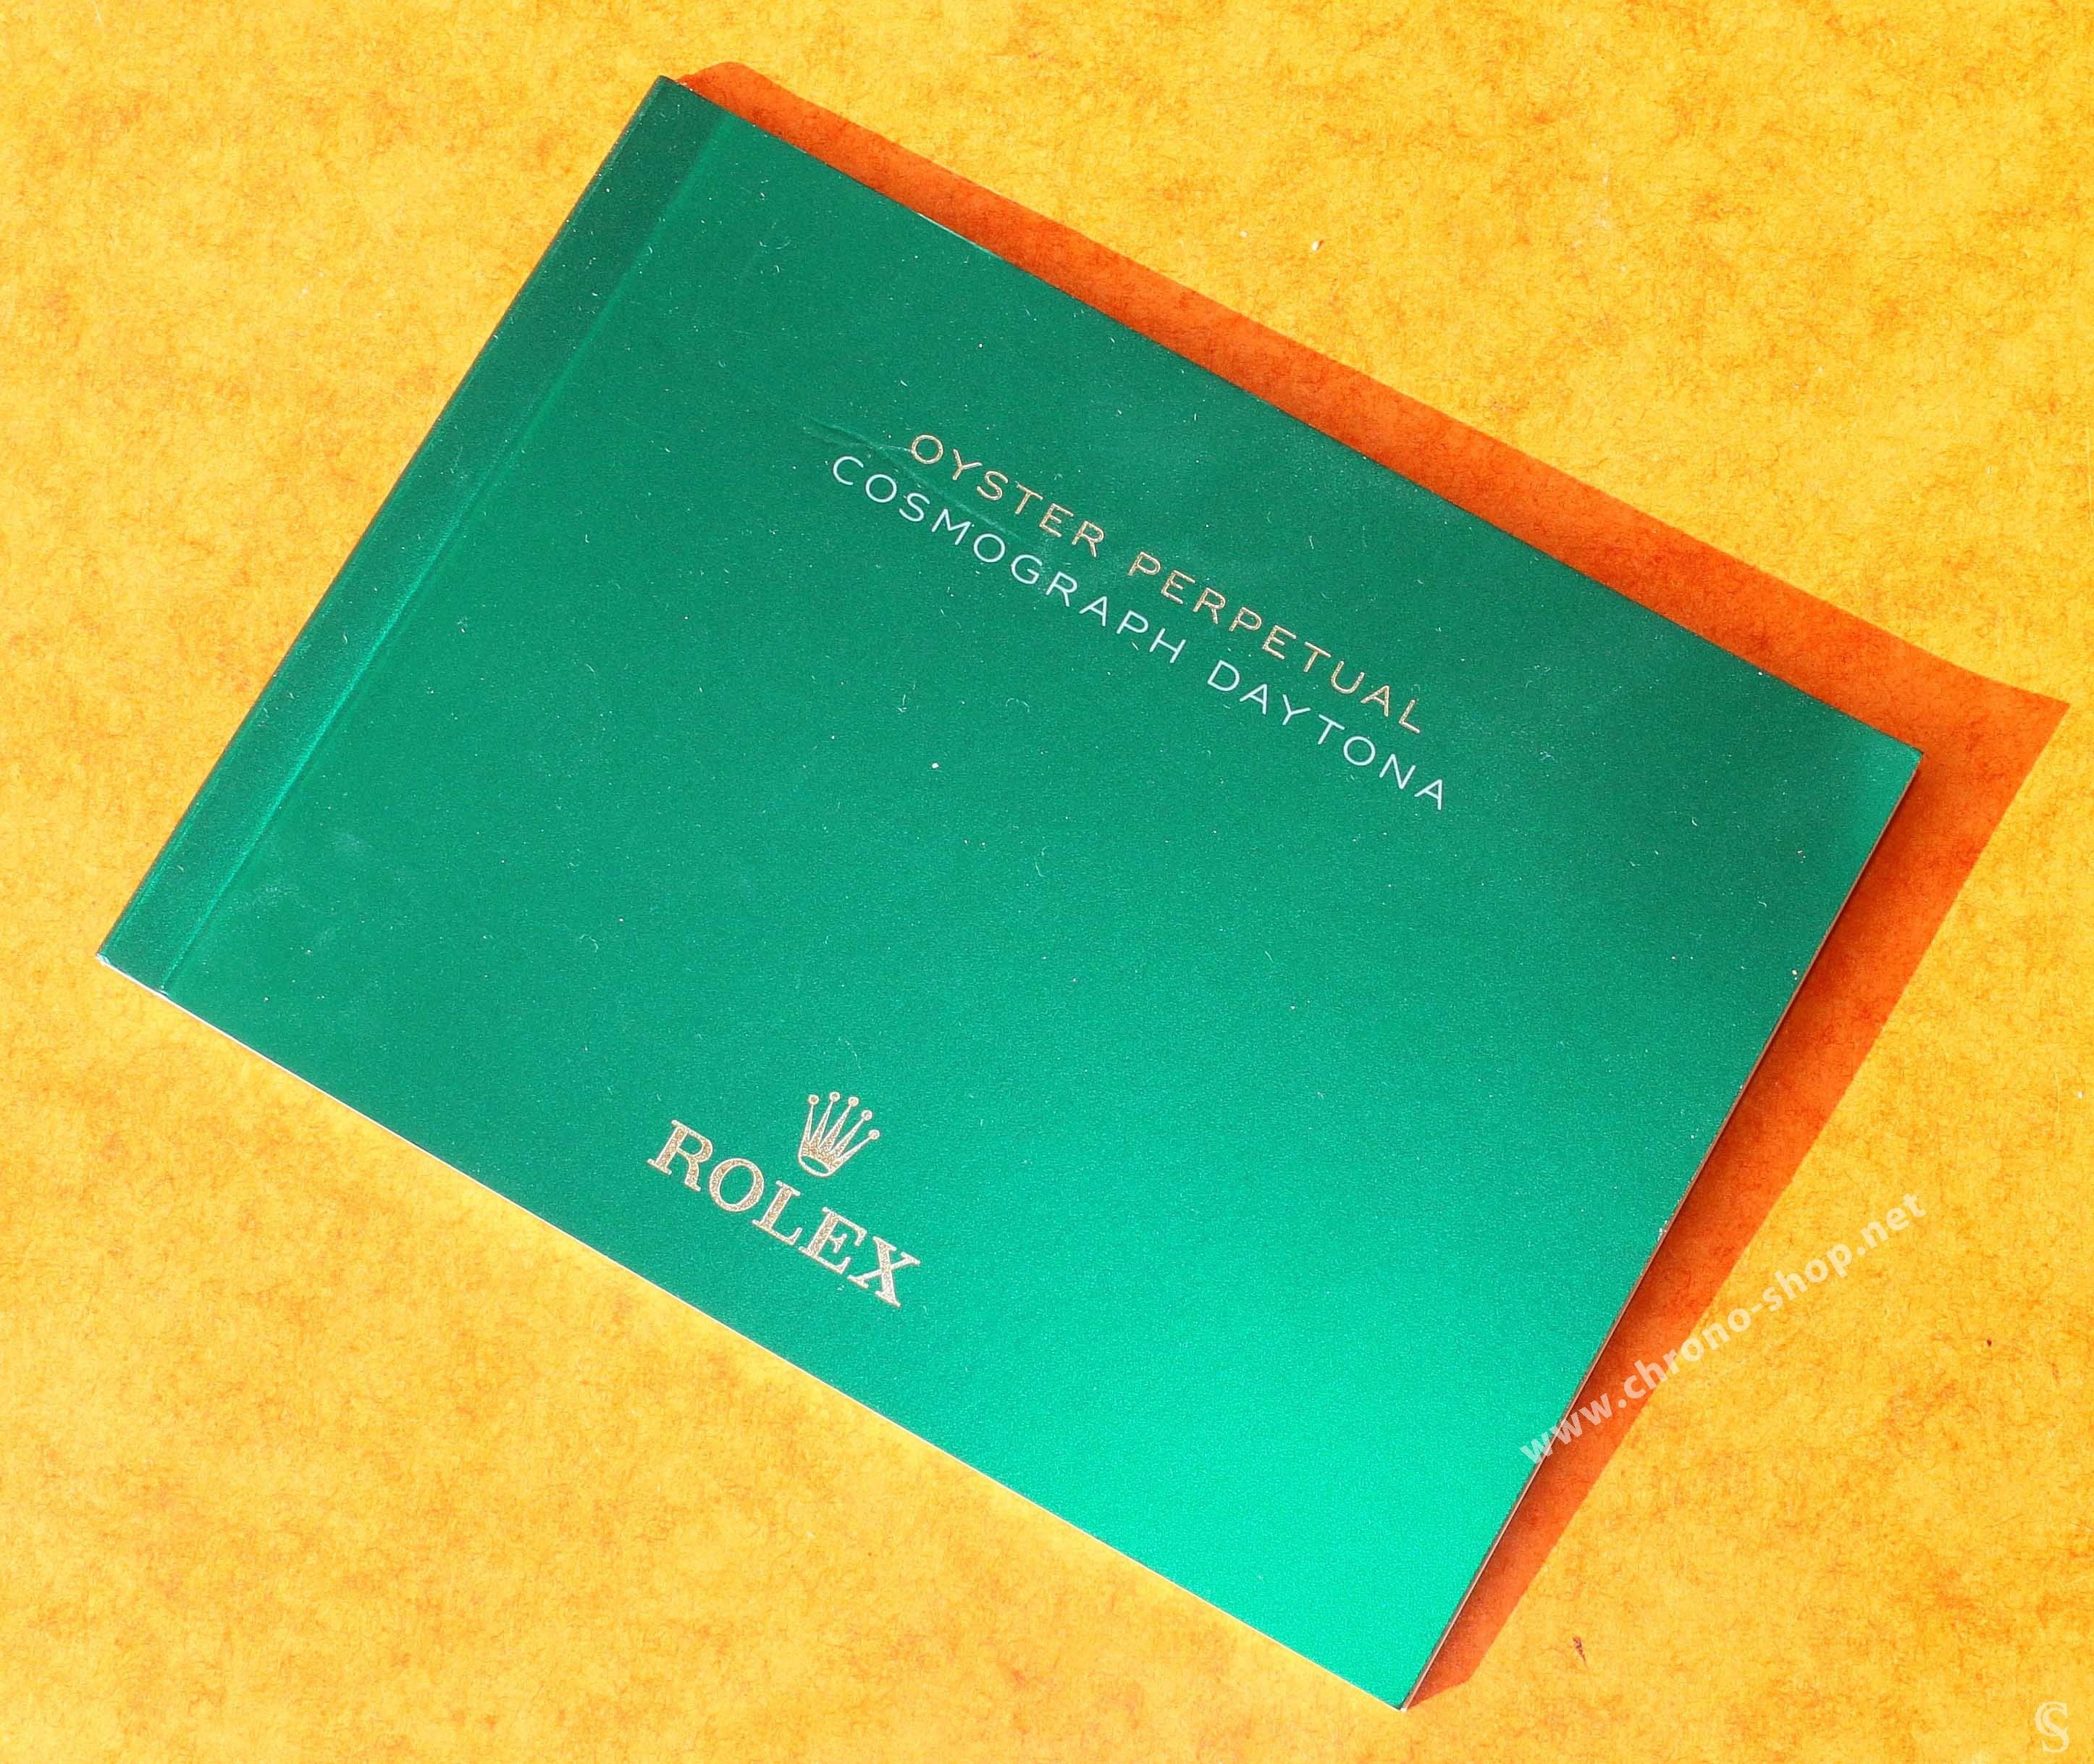 OYSTER PERPETUAL
COSMOGRAPH DAYTONA
ROLEX
www.chrono-shop.net